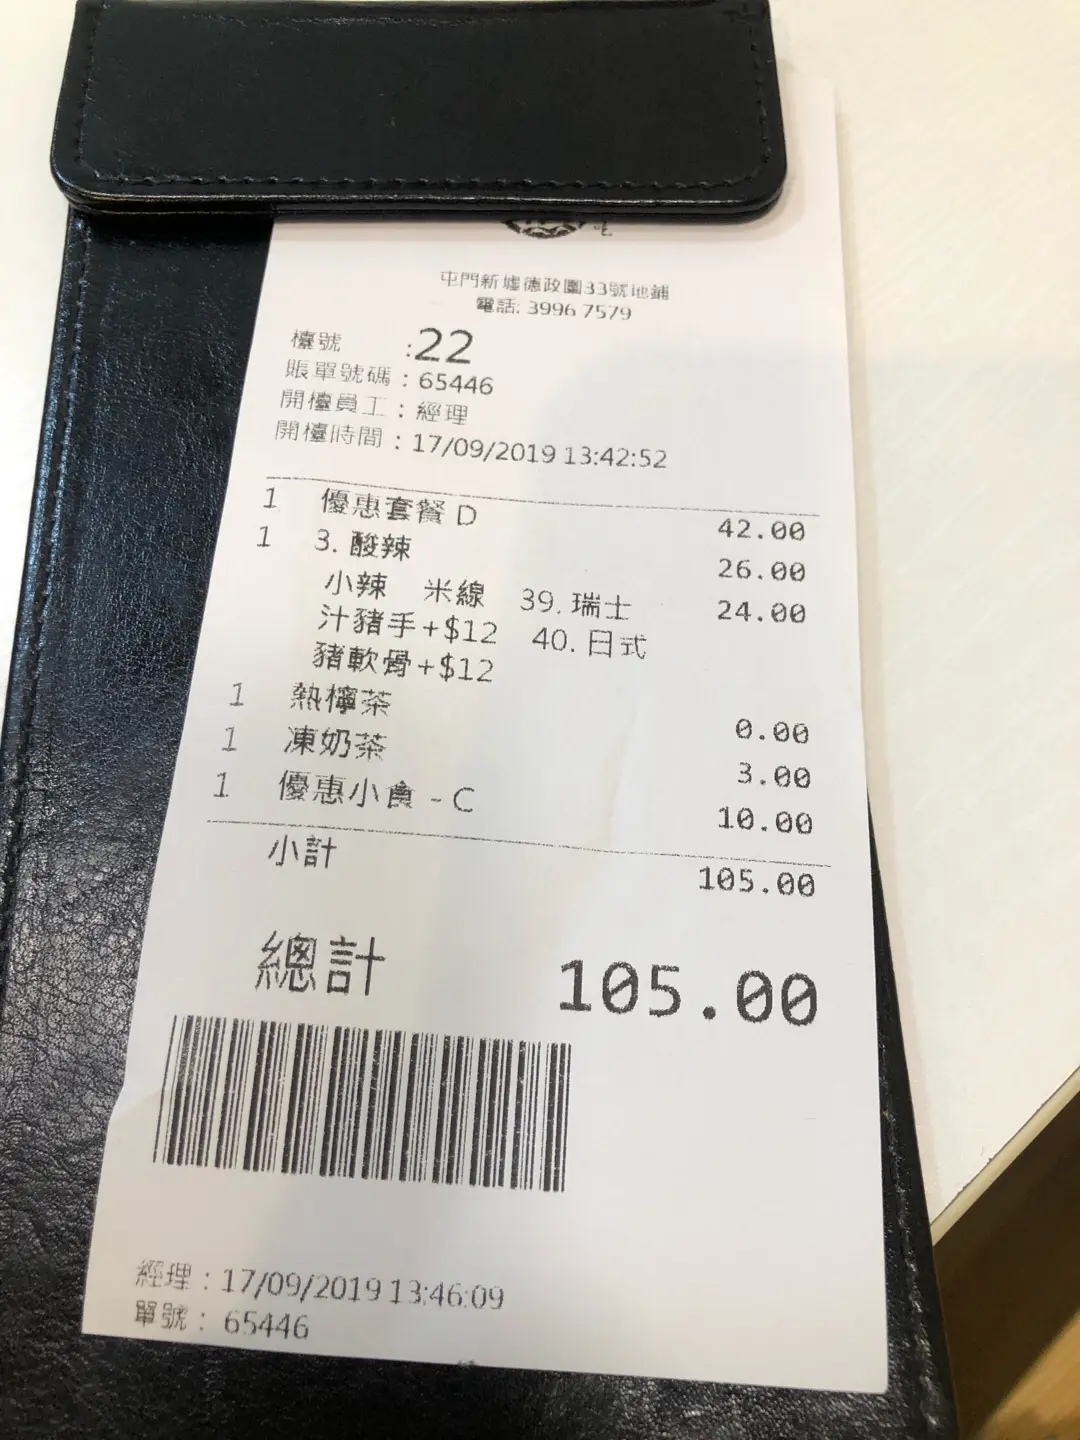 屯門新墟德政圍33號地鋪
電話: 3996 7579
檯號 :22
賬單號碼 : 65446
開檯員工 : 經理
開檯時間 : 17/09/2019 13:42:52
1 優惠套餐 D 42.00
1 3. 酸辣 26.00
小辣 米線 39. 瑞士 24.00
汁豬手+$12 40. 日式
豬軟骨+$12
1 熱檸茶 0.00
1 凍奶茶 3.00
1 優惠小食 - C 10.00
小計 105.00
總計 105.00
經理 : 17/09/2019 13:46:09
單號 : 65446